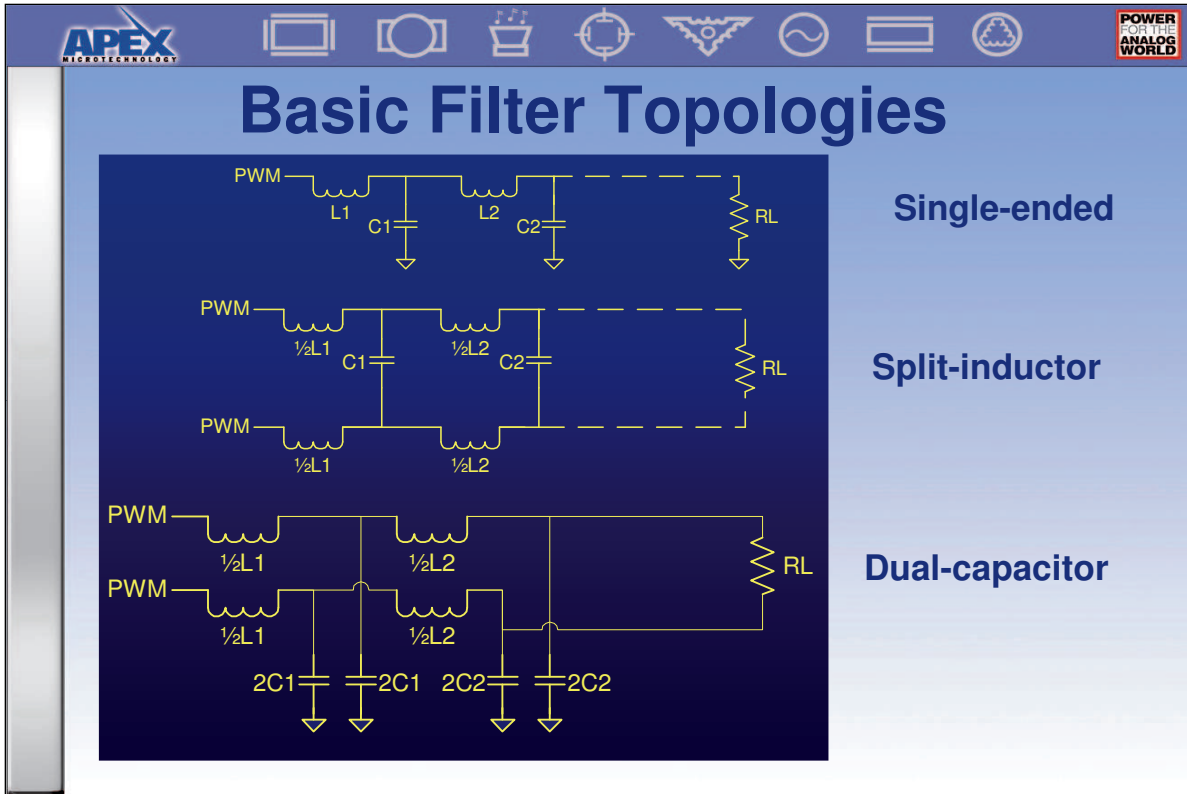 APEX
MICROTECHNOLOGY
POWER
FOR THE
ANALOG
WORLD
Basic Filter Topologies
PWM
L1
C1
L2
C2
RL
Single-ended
PWM
½L1
C1
½L2
C2
RL
PWM
½L1
½L2
Split-inductor
PWM
½L1
½L2
RL
PWM
½L1
½L2
2C1
2C1
2C2
2C2
Dual-capacitor